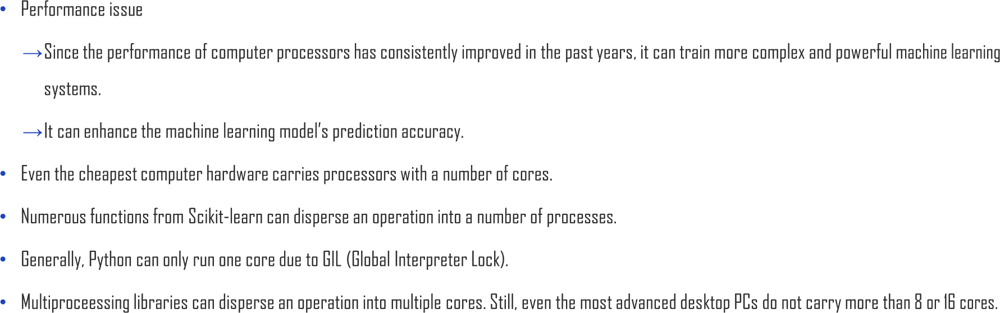 • Performance issue
→Since the performance of computer processors has consistently improved in the past years, it can train more complex and powerful machine learning
systems.
→It can enhance the machine learning model's prediction accuracy.
• Even the cheapest computer hardware carries processors with a number of cores.
• Numerous functions from Scikit-learn can disperse an operation into a number of processes.
• Generally, Python can only run one core due to GIL (Global Interpreter Lock).
• Multiproceessing libraries can disperse an operation into multiple cores. Still, even the most advanced desktop PCs do not carry more than 8 or 16 cores.